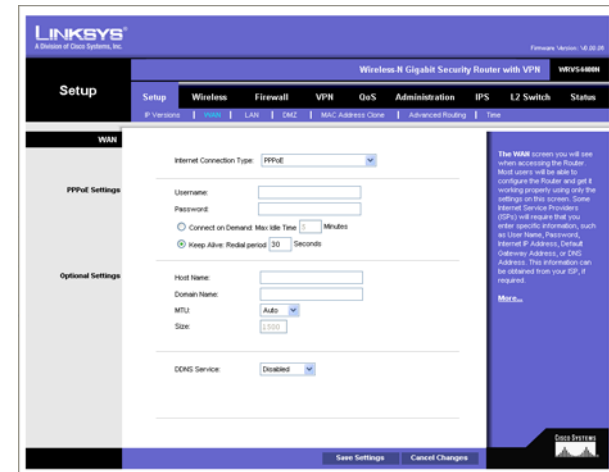 LINKSYS®
A Division of Cisco Systems, Inc.
Firmware Version: V0.00.05
Wireless-N Gigabit Security Router with VPN WRVS4400N
Setup
Setup Wireless Firewall VPN QoS Administration IPS L2 Switch Status
IP Versions | WAN | LAN | DMZ | MAC Address Clone | Advanced Routing | Time
WAN
Internet Connection Type: PPPoE
PPPoE Settings
Username:
Password:
Connect on Demand: Max Idle Time 5 Minutes
Keep Alive: Redial period 30 Seconds
Optional Settings
Host Name:
Domain Name:
MTU: Auto
Size: 1500
DDNS Service: Disabled
The WAN screen you will see
when accessing the Router.
Most users will be able to
configure the Router and get it
working properly using only the
settings on this screen. Some
Internet Service Providers
(ISPs) will require that you
enter specific information, such
as User Name, Password,
Internet IP Address, Default
Gateway Address, or DNS
Address. This information can
be obtained from your ISP, if
required.
More...
Save Settings Cancel Changes
CISCO SYSTEMS